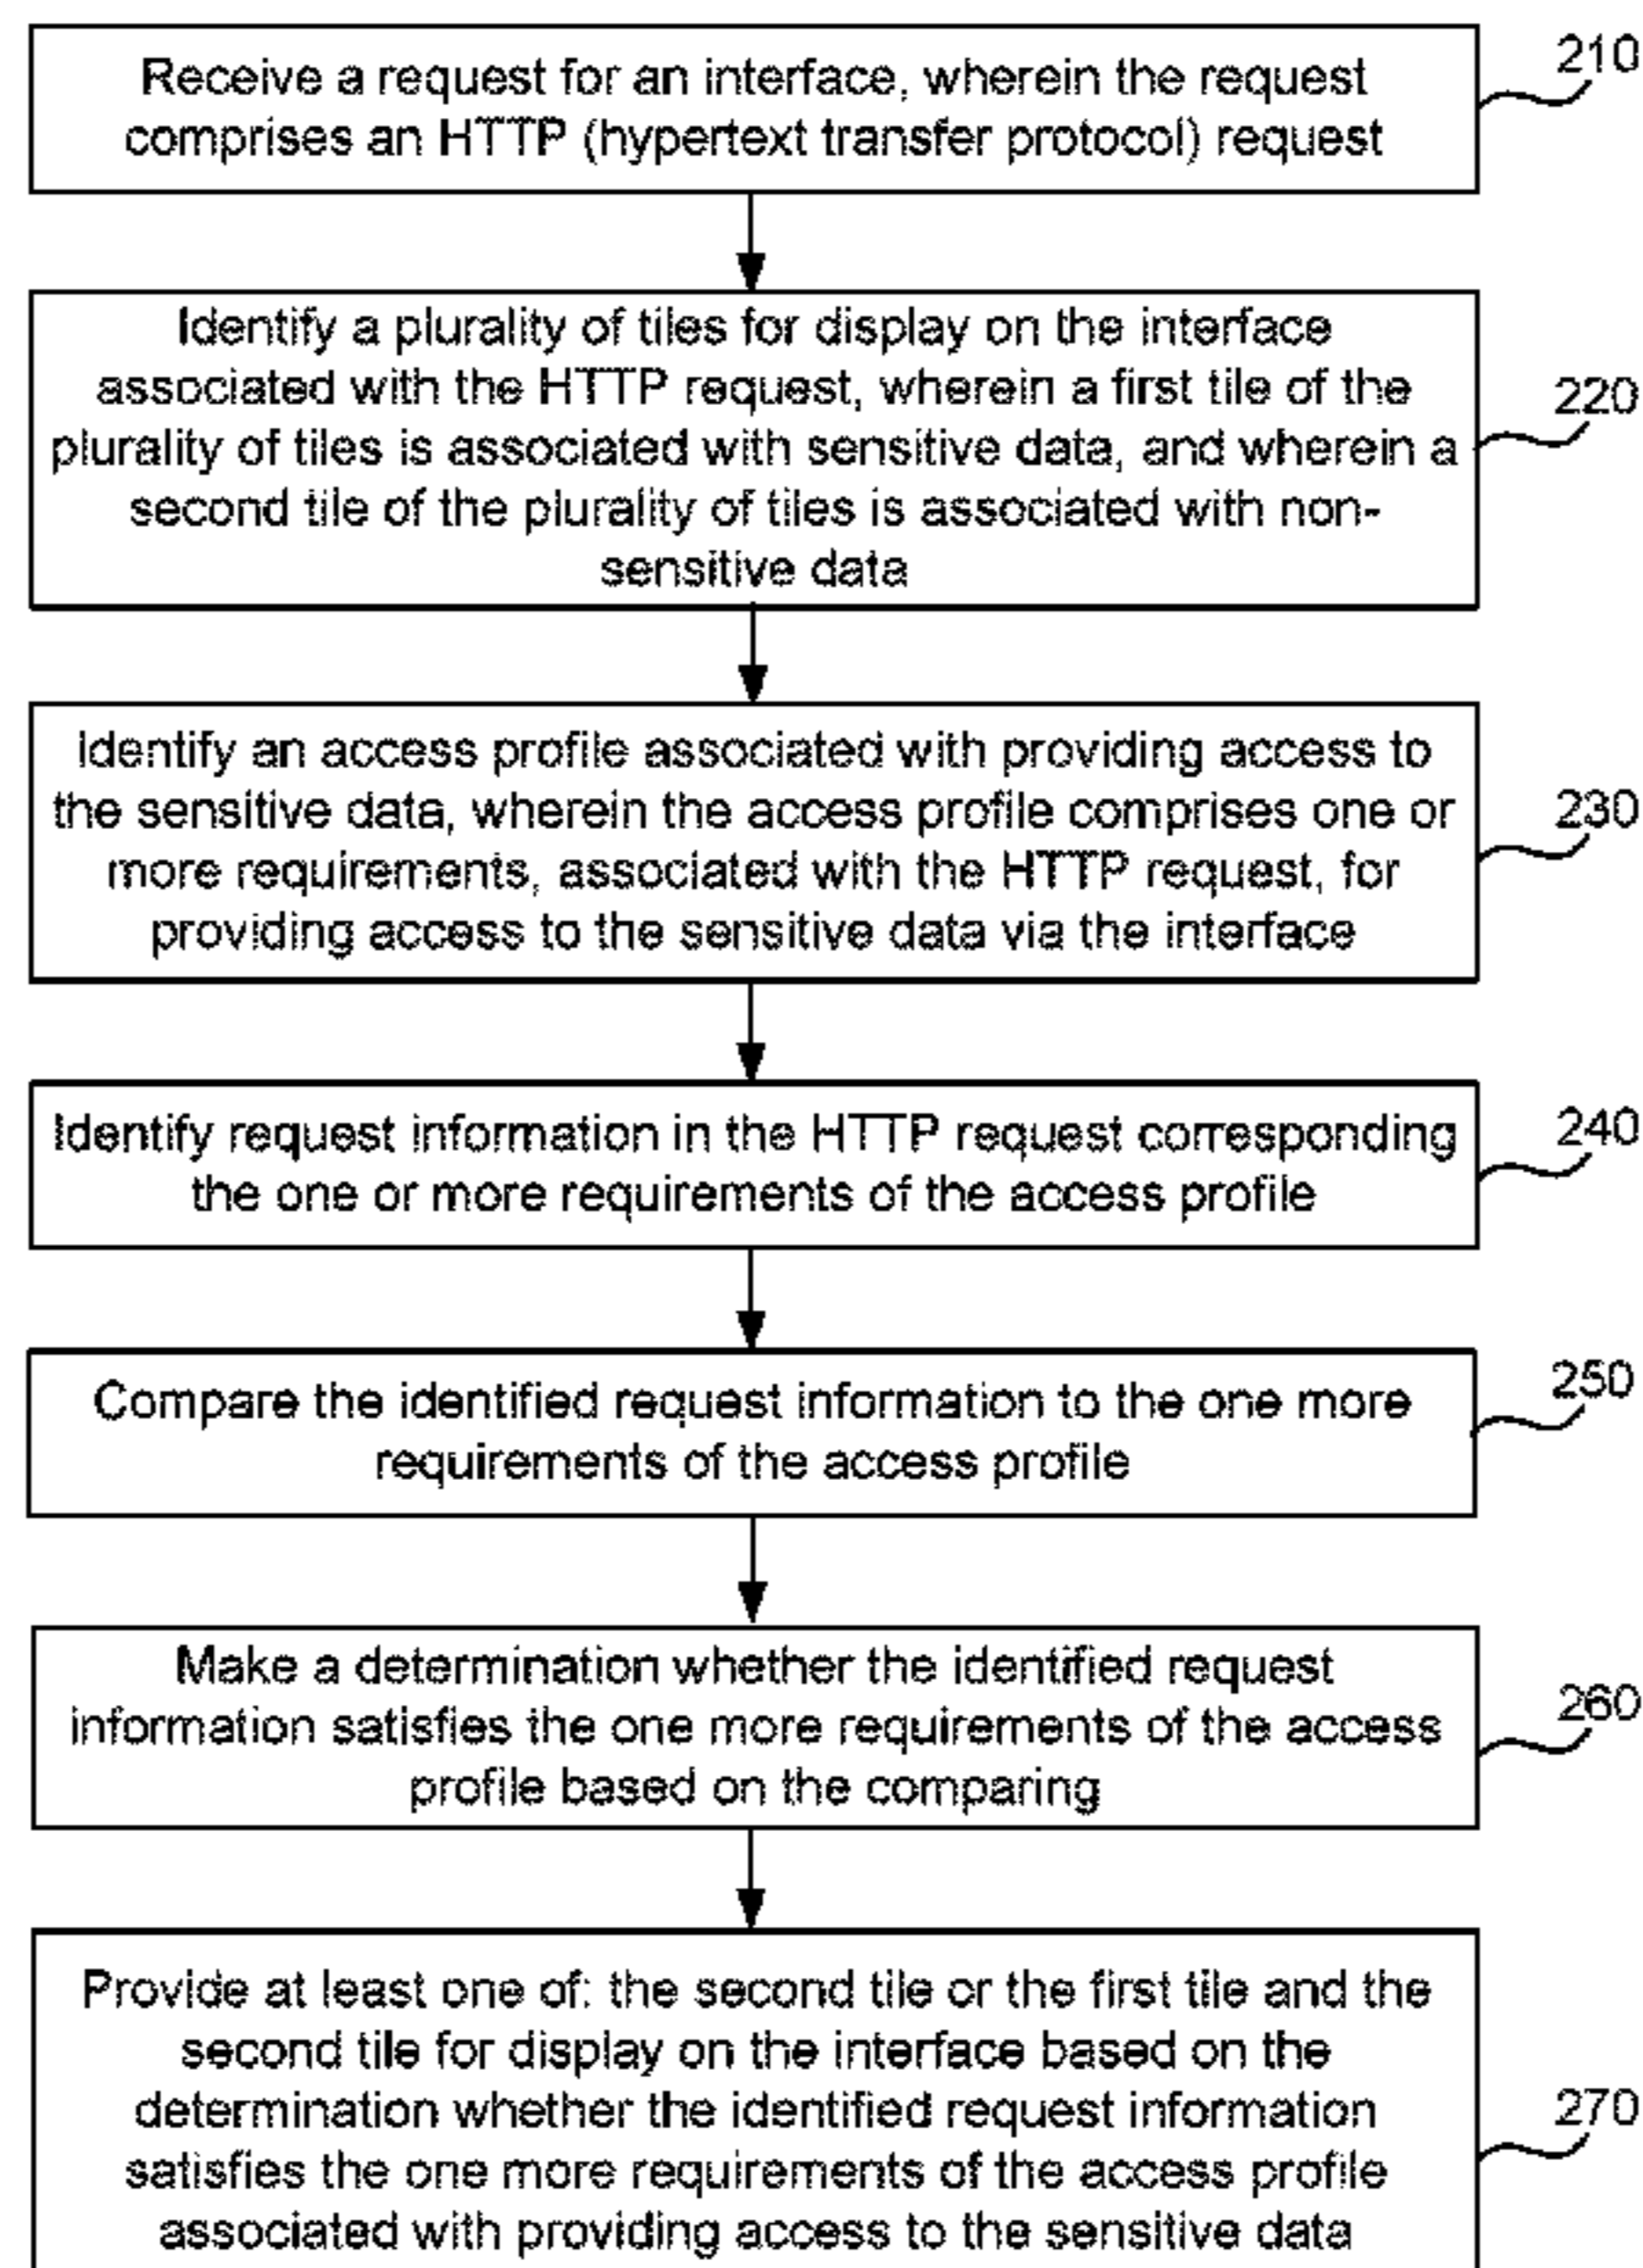 Receive a request for an interface, wherein the request
comprises an HTTP (hypertext transfer protocol) request
210
Identify a plurality of tiles for display on the interface
associated with the HTTP request, wherein a first tile of the
plurality of tiles is associated with sensitive data, and wherein a
second tile of the plurality of tiles is associated with non-
sensitive data
220
Identify an access profile associated with providing access to
the sensitive data, wherein the access profile comprises one or
more requirements, associated with the HTTP request, for
providing access to the sensitive data via the interface
230
Identify request information in the HTTP request corresponding
the one or more requirements of the access profile
240
Compare the identified request information to the one more
requirements of the access profile
250
Make a determination whether the identified request
information satisfies the one more requirements of the access
profile based on the comparing
260
Provide at least one of: the second tile or the first tile and the
second tile for display on the interface based on the
determination whether the identified request information
satisfies the one more requirements of the access profile
associated with providing access to the sensitive data
270